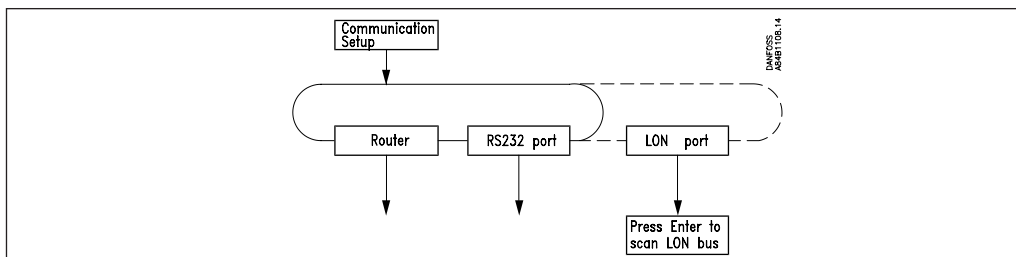 Communication
Setup
DANFOSS
A84B1108.14
Router
RS232 port
LON port
Press Enter to
scan LON bus